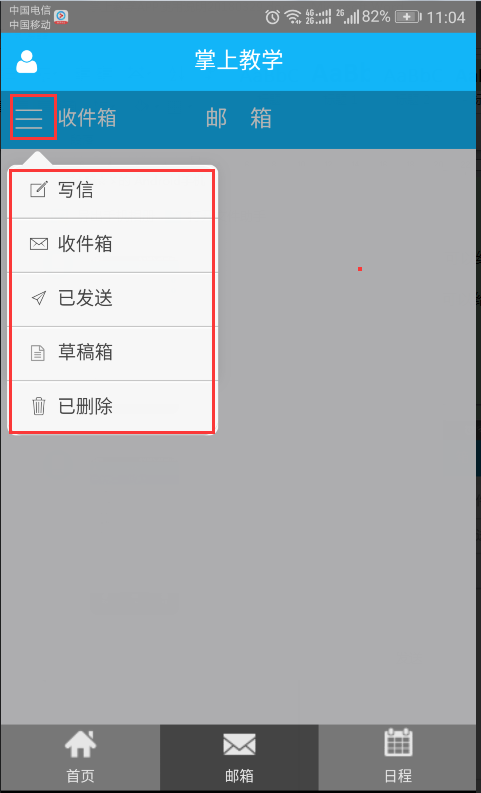 中国电信
中国移动
4G 2G 82% 11:04
掌上教学
收件箱 邮 箱
写信
收件箱
已发送
草稿箱
已删除
首页 邮箱 日程